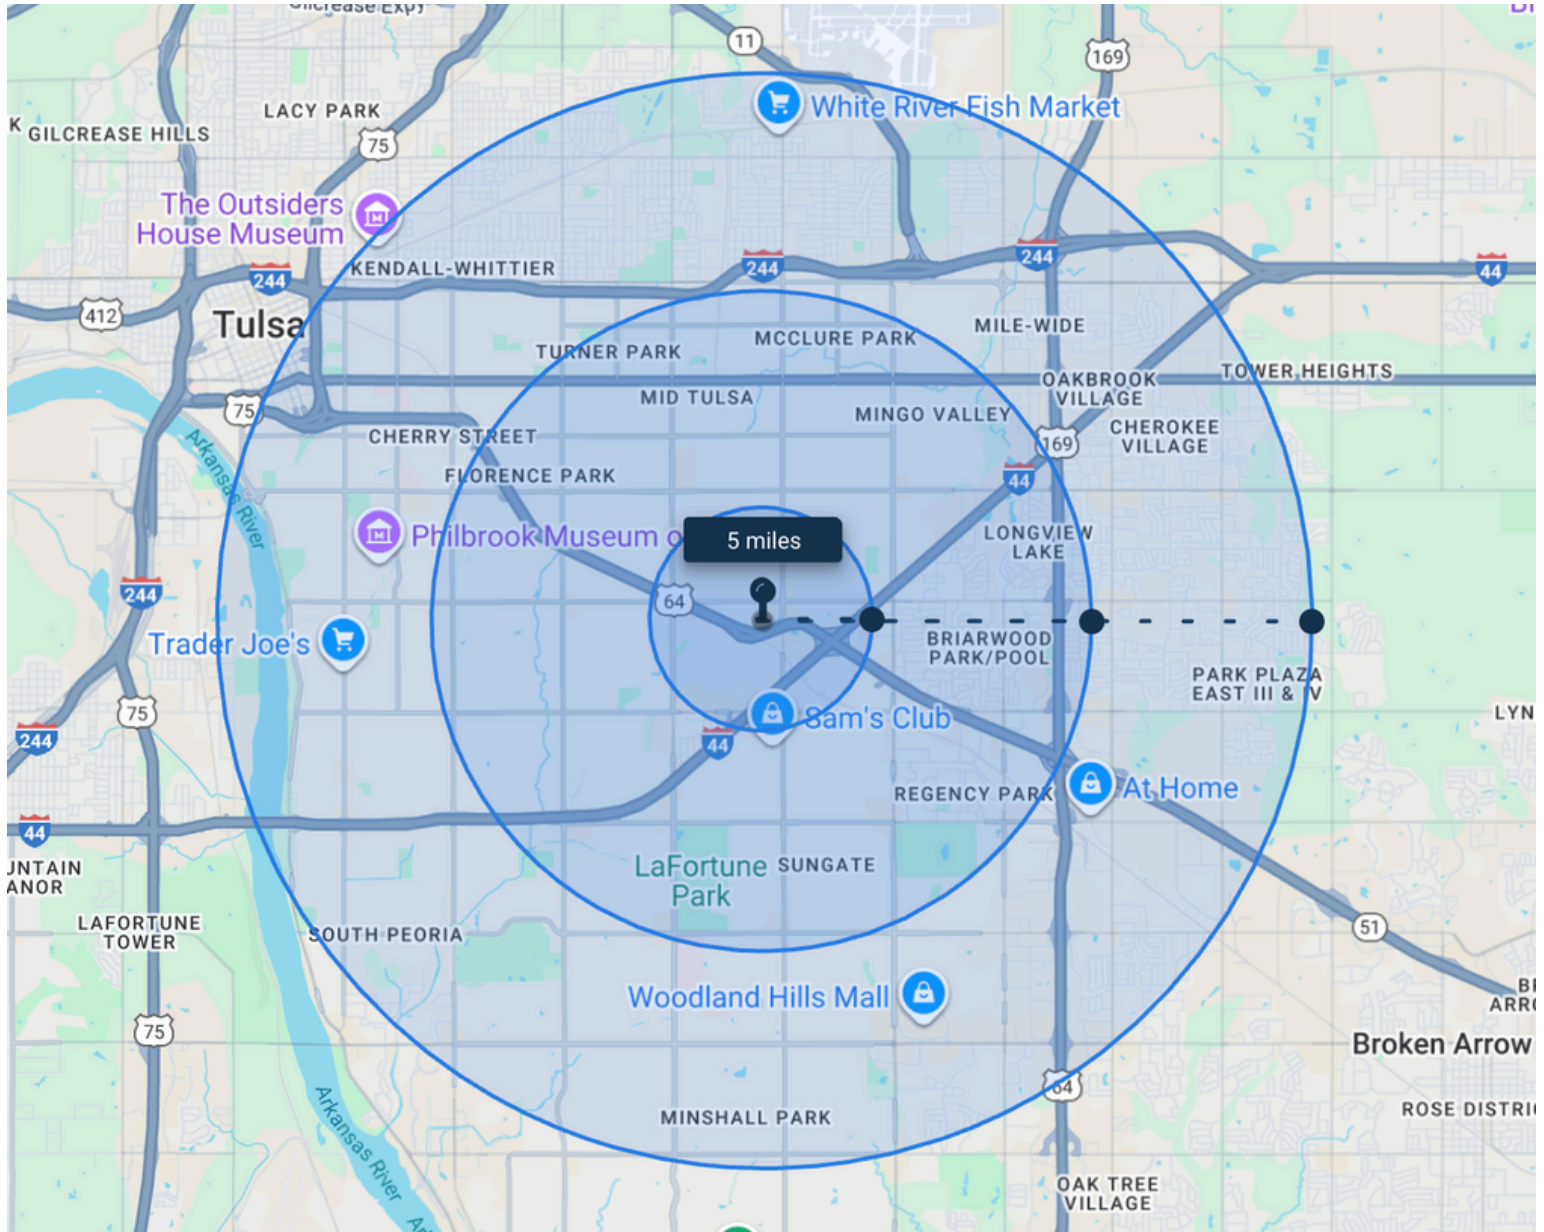 Gilcrease Expy
11
169
LACY PARK
K
GILCREASE HILLS
75
White River Fish Market
The Outsiders
House Museum
244
KENDALL-WHITTIER
244
244
44
412
Tulsa
MILE-WIDE
MCCLURE PARK
TURNER PARK
TOWER HEIGHTS
OAKBROOK
VILLAGE
MID TULSA
75
MINGO VALLEY
CHERRY STREET
CHEROKEE
VILLAGE
169
Arkansas River
FLORENCE PARK
44
Philbrook Museum o
5 miles
LONGVIEW
LAKE
244
64
Trader Joe's
BRIARWOOD
PARK/POOL
PARK PLAZA
EAST III & IV
75
LYN
Sam's Club
244
44
At Home
REGENCY PARK
44
LaFortune
Park
SUNGATE
UNTAIN
ANOR
LAFORTUNE
TOWER
SOUTH PEORIA
51
Woodland Hills Mall
BR
ARRO
75
Broken Arrow
64
MINSHALL PARK
ROSE DISTRI
Arkansas River
OAK TREE
VILLAGE